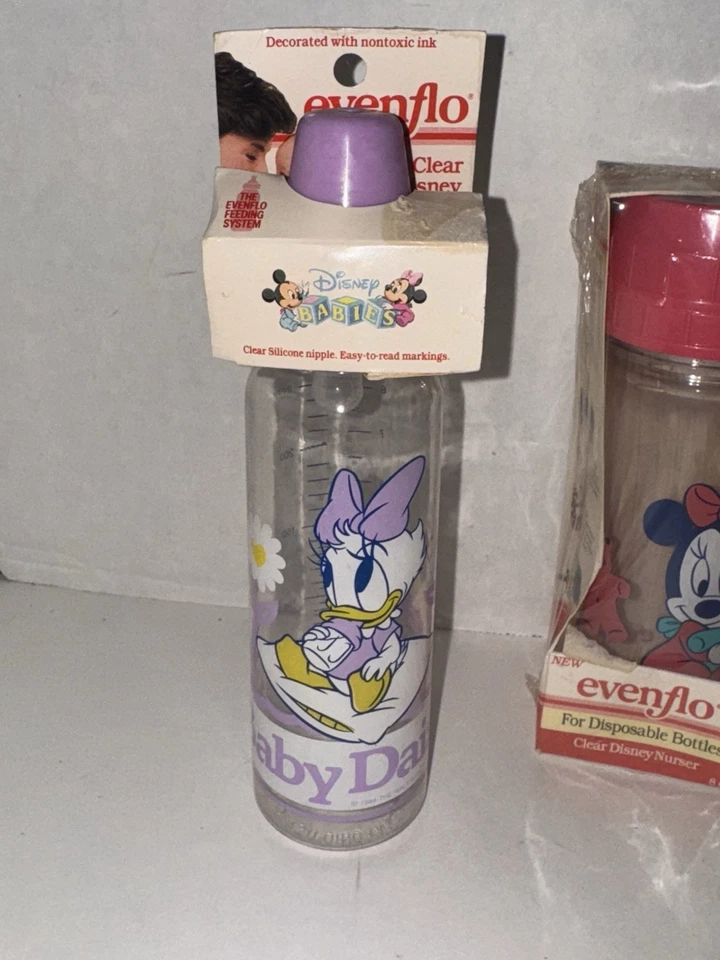 Decorated with nontoxic ink
evenflo®
Clear
THE
EVENFLO
FEEDING
SYSTEM
Disney
BABIES
Clear Silicone nipple. Easy-to-read markings.
aby Dai
NEW
evenflo
For Disposable Bottles
Clear Disney Nurser